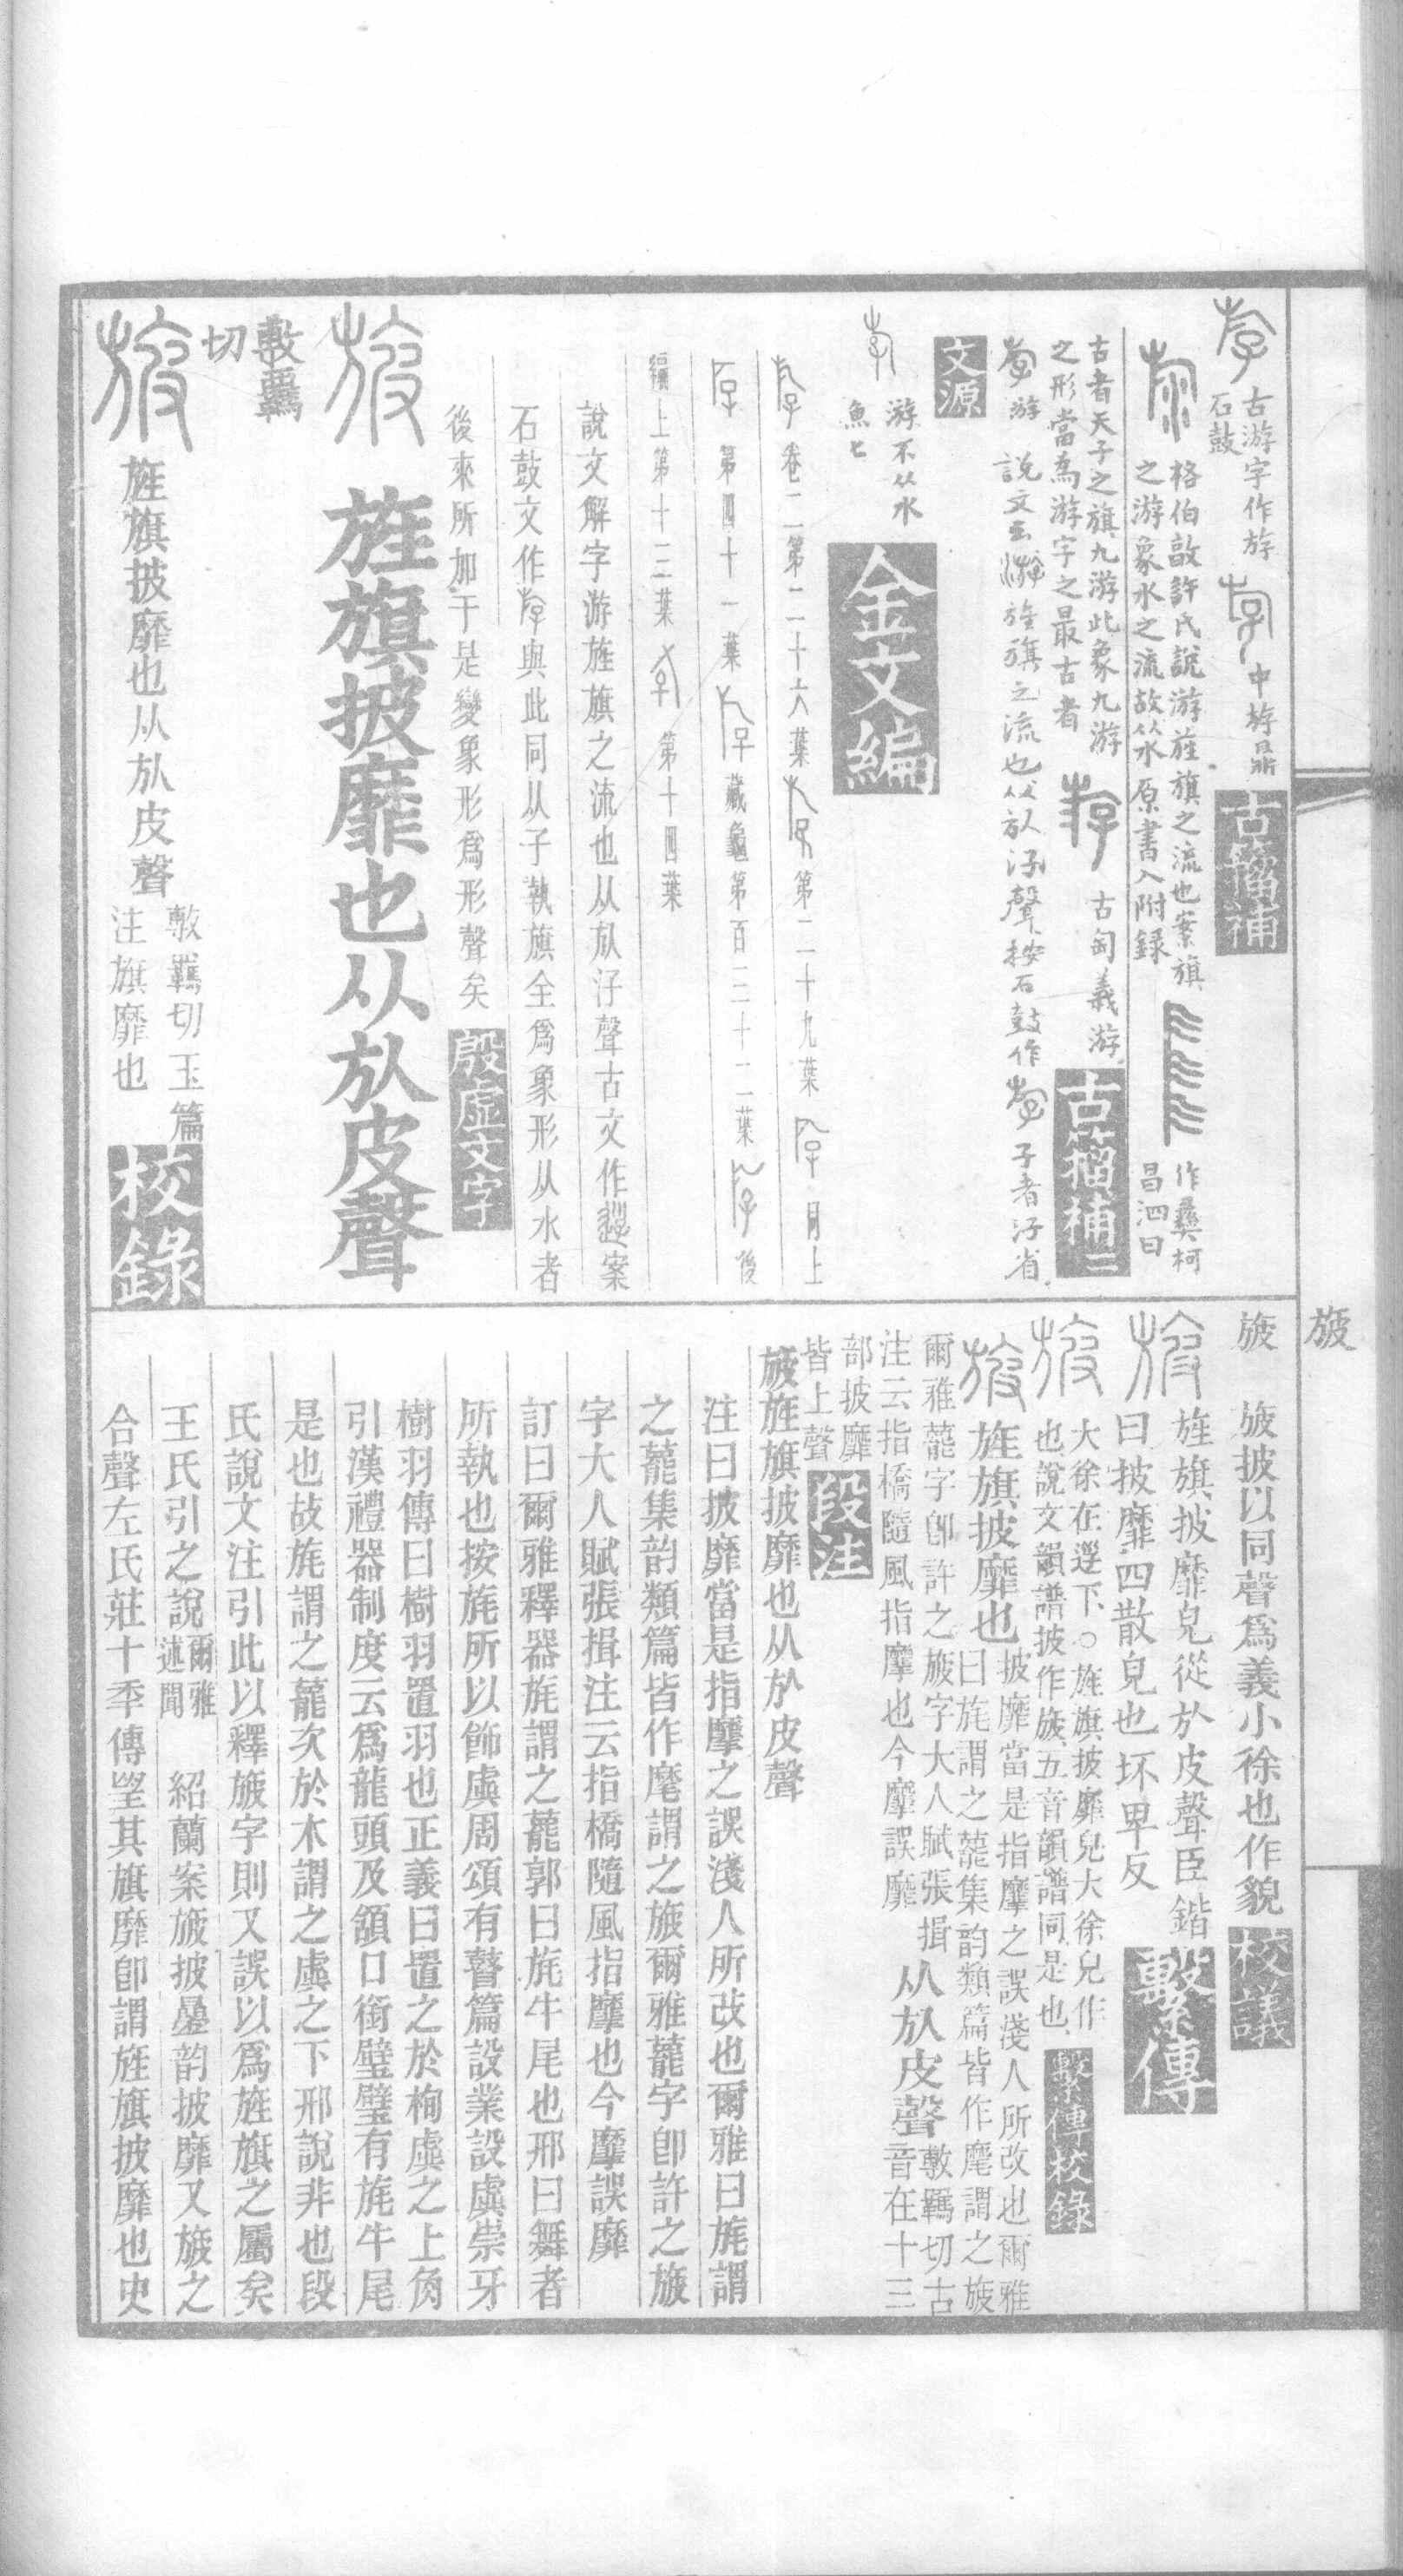 旇
古游字作斿
石鼓
中斿鼎
古籀補
格伯敦許氏說游旌旗之流也案旗
之游象水之流故从水原書入附錄
作彝柯
昌泗曰
古者天子之旗九游此象九游
之形當為游字之最古者
古匋義游
古籀補二
游
說文云游旌旗之流也从㫃汓聲按石鼓作
子者汓省
文源
游不从水
魚匕
金文編
卷二第二十六葉
第二十九葉
上
第四十一葉
藏龜第百三十二葉
後
編上第十三葉
第十四葉
說文解字游旌旗之流也从㫃汓聲古文作
案
石鼓文作
與此同从子執旗全為象形从水者
後來所加于是變象形為形聲矣
殷虛文字
旌旗披靡也从㫃皮聲
敷羈
切
旌旗披靡也从㫃皮聲
敷羈切玉篇
注旗靡也
校錄
旇
旇披以同聲爲義小徐也作貌
校議
旌旗披靡皃從㫃皮聲臣鍇
曰披靡四散皃也坏卑反
繫傳
大徐在遊下○旌旗披靡皃大徐皃作
也說文韻譜披作旇五音韻譜同是也
繫傳校錄
旌旗披靡也
披靡當是指摩之誤淺人所改也爾雅
曰旄謂之蘢集韵類篇皆作麾謂之旇
爾雅蘢字卽許之旇字大人賦張揖
注云指橋隨風指摩也今摩誤靡
从㫃皮聲
敷羈切古
音在十三
部披靡
皆上聲
段注
旇旌旗披靡也从㫃皮聲
注曰披靡當是指摩之誤淺人所改也爾雅曰旄謂
之蘢集韵類篇皆作麾謂之旇爾雅蘢字卽許之旇
字大人賦張揖注云指橋隨風指摩也今摩誤靡
訂曰爾雅釋器旄謂之蘢郭曰旄牛尾也邢曰舞者
所執也按旄所以飾虡周頌有瞽篇設業設虡崇牙
樹羽傳曰樹羽置羽也正義曰置之於栒虡之上角
引漢禮器制度云爲龍頭及頷口銜璧璧有旄牛尾
是也故旄謂之蘢次於木謂之虡之下邢說非也段
氏說文注引此以釋旇字則又誤以爲旌旗之屬矣
王氏引之說
爾雅
述聞
紹蘭案旇披疊韵披靡又旇之
合聲左氏莊十年傳望其旗靡卽謂旌旗披靡也史